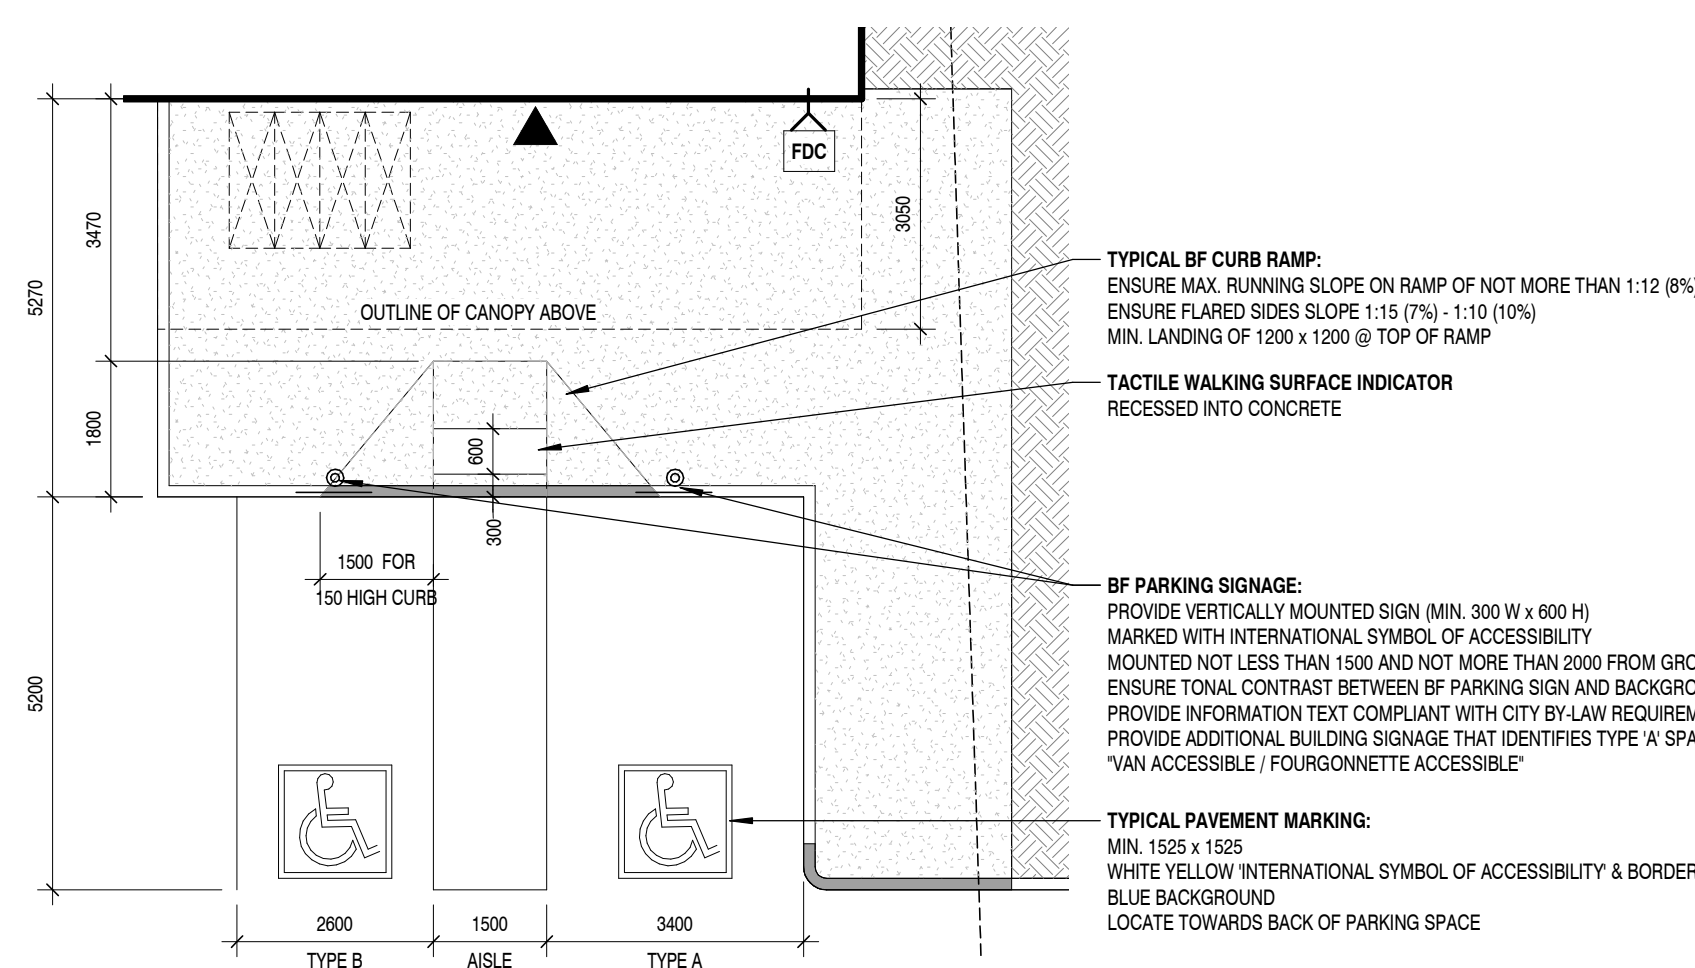 FDC
3470
3050
5270
OUTLINE OF CANOPY ABOVE
1800
600
300
1500 FOR
150 HIGH CURB
5200
2600
1500
3400
TYPE B
AISLE
TYPE A
TYPICAL BF CURB RAMP:
ENSURE MAX. RUNNING SLOPE ON RAMP OF NOT MORE THAN 1:12 (8%)
ENSURE FLARED SIDES SLOPE 1:15 (7%) - 1:10 (10%)
MIN. LANDING OF 1200 x 1200 @ TOP OF RAMP
TACTILE WALKING SURFACE INDICATOR
RECESSED INTO CONCRETE
BF PARKING SIGNAGE:
PROVIDE VERTICALLY MOUNTED SIGN (MIN. 300 W x 600 H)
MARKED WITH INTERNATIONAL SYMBOL OF ACCESSIBILITY
MOUNTED NOT LESS THAN 1500 AND NOT MORE THAN 2000 FROM
ENSURE TONAL CONTRAST BETWEEN BF PARKING SIGN AND
PROVIDE INFORMATION TEXT COMPLIANT WITH CITY BY-LAW
PROVIDE ADDITIONAL BUILDING SIGNAGE THAT IDENTIFIES TYPE 'A'
"VAN ACCESSIBLE / FOURGONNETTE ACCESSIBLE"
TYPICAL PAVEMENT MARKING:
MIN. 1525 x 1525
WHITE YELLOW 'INTERNATIONAL SYMBOL OF ACCESSIBILITY' & BORDER
BLUE BACKGROUND
LOCATE TOWARDS BACK OF PARKING SPACE